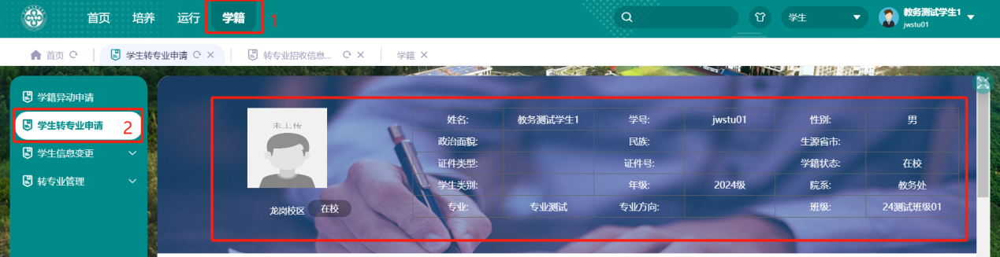 首页 培养 运行 学籍 1 学生 教务测试学生1
jwstu01
首页 学生转专业申请 转专业招收信息... 学籍
学籍异动申请
学生转专业申请 2
学生信息变更
转专业管理
未上传
龙岗校区 在校
姓名: 教务测试学生1 学号: jwstu01 性别: 男
政治面貌: 民族: 生源省市:
证件类型: 证件号: 学籍状态: 在校
学生类别: 年级: 2024级 院系: 教务处
专业: 专业测试 专业方向: 班级: 24测试班级01